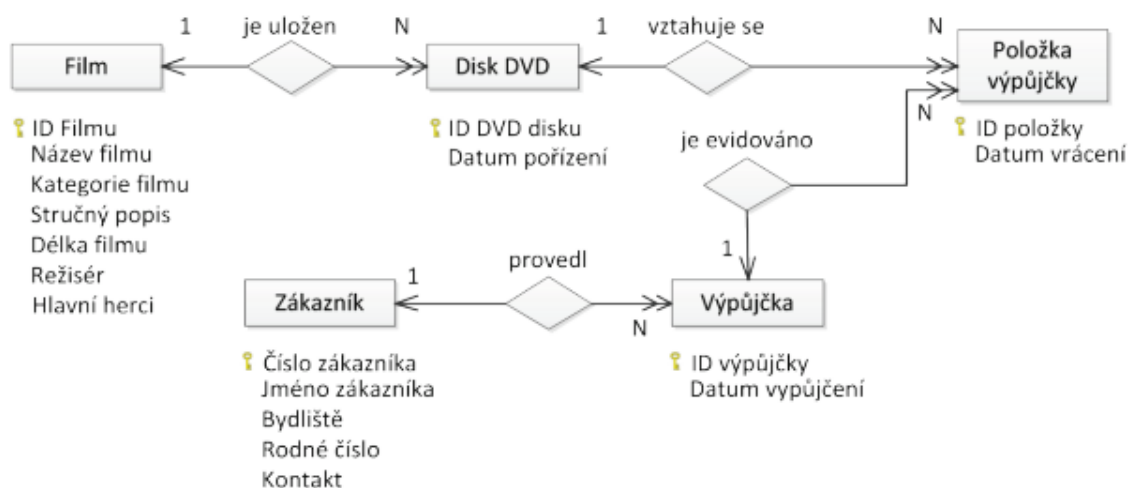 1 je uložen N 1 vztahuje se N
Film
Disk DVD
Položka
výpůjčky
N
ID Filmu
Název filmu
Kategorie filmu
Stručný popis
Délka filmu
Režisér
Hlavní herci
ID DVD disku
Datum pořízení
ID položky
Datum vrácení
je evidováno
1
provedl
1
N
Zákazník
Výpůjčka
Číslo zákazníka
Jméno zákazníka
Bydliště
Rodné číslo
Kontakt
ID výpůjčky
Datum vypůjčení